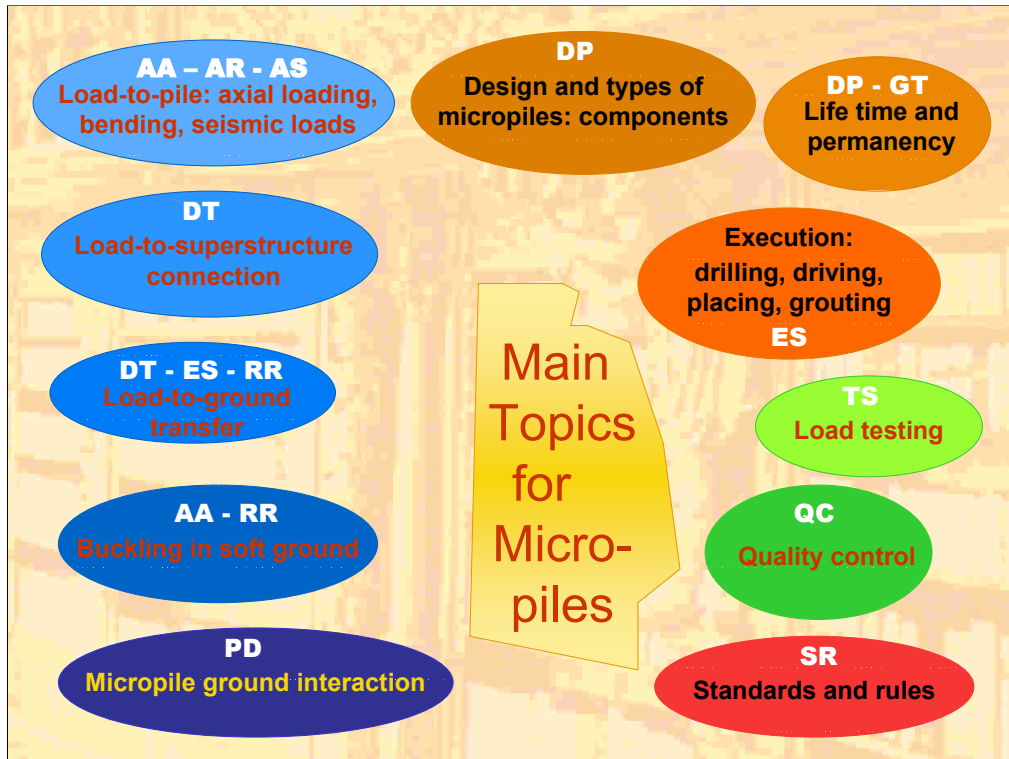 AA – AR - AS
Load-to-pile: axial loading,
bending, seismic loads
DP
Design and types of
micropiles: components
DP - GT
Life time and
permanency
DT
Load-to-superstructure
connection
Execution:
drilling, driving,
placing, grouting
ES
DT - ES - RR
Load-to-ground
transfer
Main
Topics
for
Micro-
piles
TS
Load testing
AA - RR
Buckling in soft ground
QC
Quality control
PD
Micropile ground interaction
SR
Standards and rules